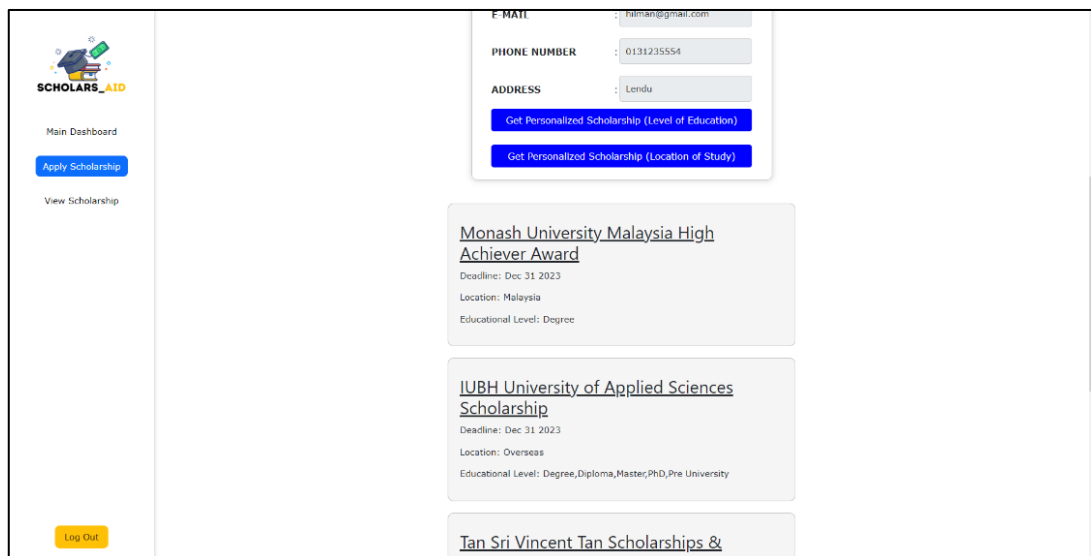 SCHOLARS_AID
Main Dashboard
Apply Scholarship
View Scholarship
Log Out
E-MAIL : hilman@gmail.com
PHONE NUMBER : 0131235554
ADDRESS : Lendu
Get Personalized Scholarship (Level of Education)
Get Personalized Scholarship (Location of Study)
Monash University Malaysia High
Achiever Award
Deadline: Dec 31 2023
Location: Malaysia
Educational Level: Degree
IUBH University of Applied Sciences
Scholarship
Deadline: Dec 31 2023
Location: Overseas
Educational Level: Degree,Diploma,Master,PhD,Pre University
Tan Sri Vincent Tan Scholarships &